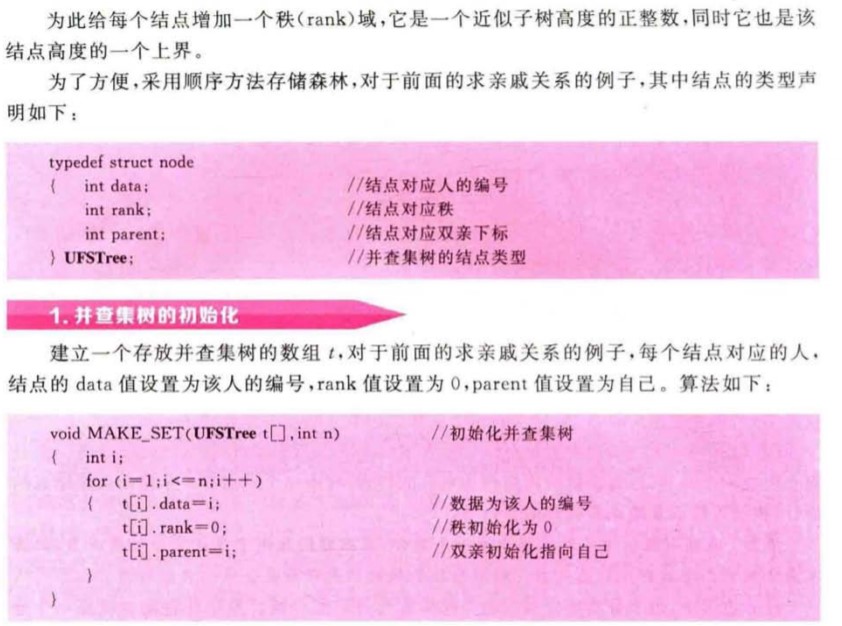 为此给每个结点增加一个秩(rank)域,它是一个近似子树高度的正整数,同时它也是该
结点高度的一个上界。
为了方便,采用顺序方法存储森林,对于前面的求亲戚关系的例子,其中结点的类型声
明如下:
typedef struct node
{ int data; //结点对应人的编号
int rank; //结点对应秩
int parent; //结点对应双亲下标
} UFSTree; //并查集树的结点类型
1. 并查集树的初始化
建立一个存放并查集树的数组 t,对于前面的求亲戚关系的例子,每个结点对应的人,
结点的 data 值设置为该人的编号,rank 值设置为 0,parent 值设置为自己。算法如下:
void MAKE_SET(UFSTree t[],int n) //初始化并查集树
{ int i;
for (i=1;i<=n;i++)
{ t[i].data=i; //数据为该人的编号
t[i].rank=0; //秩初始化为 0
t[i].parent=i; //双亲初始化指向自己
}
}